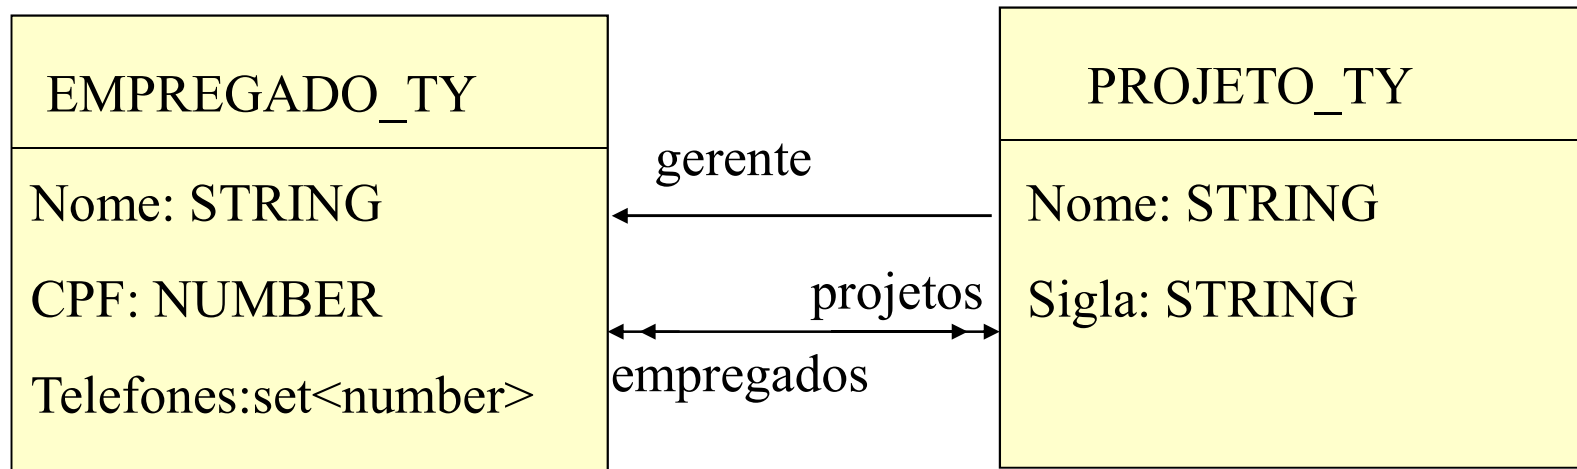 EMPREGADO_TY
Nome: STRING
CPF: NUMBER
Telefones:set<number>
gerente
projetos
empregados
PROJETO_TY
Nome: STRING
Sigla: STRING